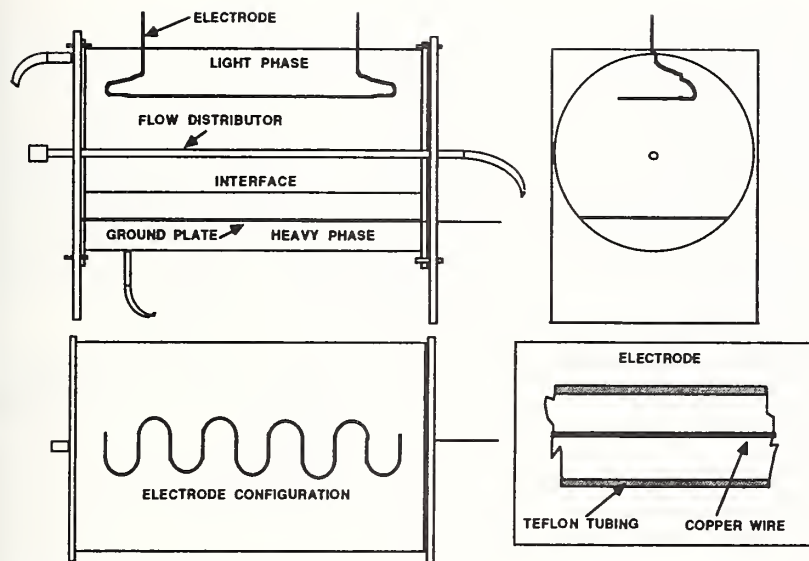 ELECTRODE
LIGHT PHASE
FLOW DISTRIBUTOR
INTERFACE
GROUND PLATE
HEAVY PHASE
ELECTRODE CONFIGURATION
ELECTRODE
TEFLON TUBING
COPPER WIRE